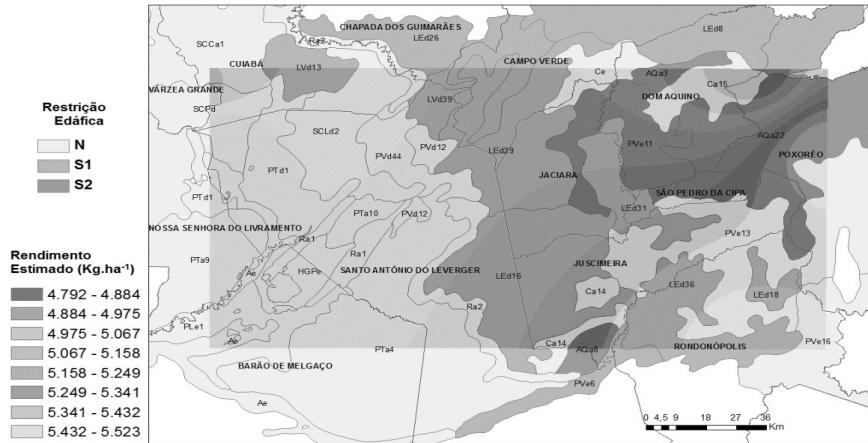 Restrição
Edáfica
N
S1
S2
Rendimento
Estimado (Kg.ha-1)
4.792 - 4.884
4.884 - 4.975
4.975 - 5.067
5.067 - 5.158
5.158 - 5.249
5.249 - 5.341
5.341 - 5.432
5.432 - 5.523
SCCa1
Ra2
CHAPADA DOS GUIMARÃES
LEd26
LEd8
CUIABÁ
LVd13
CAMPO VERDE
Ce
AQa3
Ca15
VÁRZEA GRANDE
SCPd
LVd39
DOM AQUINO
SCLd2
PVd44
PVd12
LEd29
PVe11
AQa22
POXORÉO
PTd1
JACIARA
PTd1
PTa10
PVd12
SÃO PEDRO DA CIPA
LEd31
NOSSA SENHORA DO LIVRAMENTO
Ra1
PVe13
PTa9
Ae
HGPe
Ra1
SANTO ANTÔNIO DO LEVERGER
LEd16
JUSCIMEIRA
Ca14
LEd36
LEd18
PLe1
Ra2
Ae
PTa4
Ca14
AQa8
RONDONÓPOLIS
PVe16
BARÃO DE MELGAÇO
PVe6
Ae
0 4,5 9 18 27 36
Km